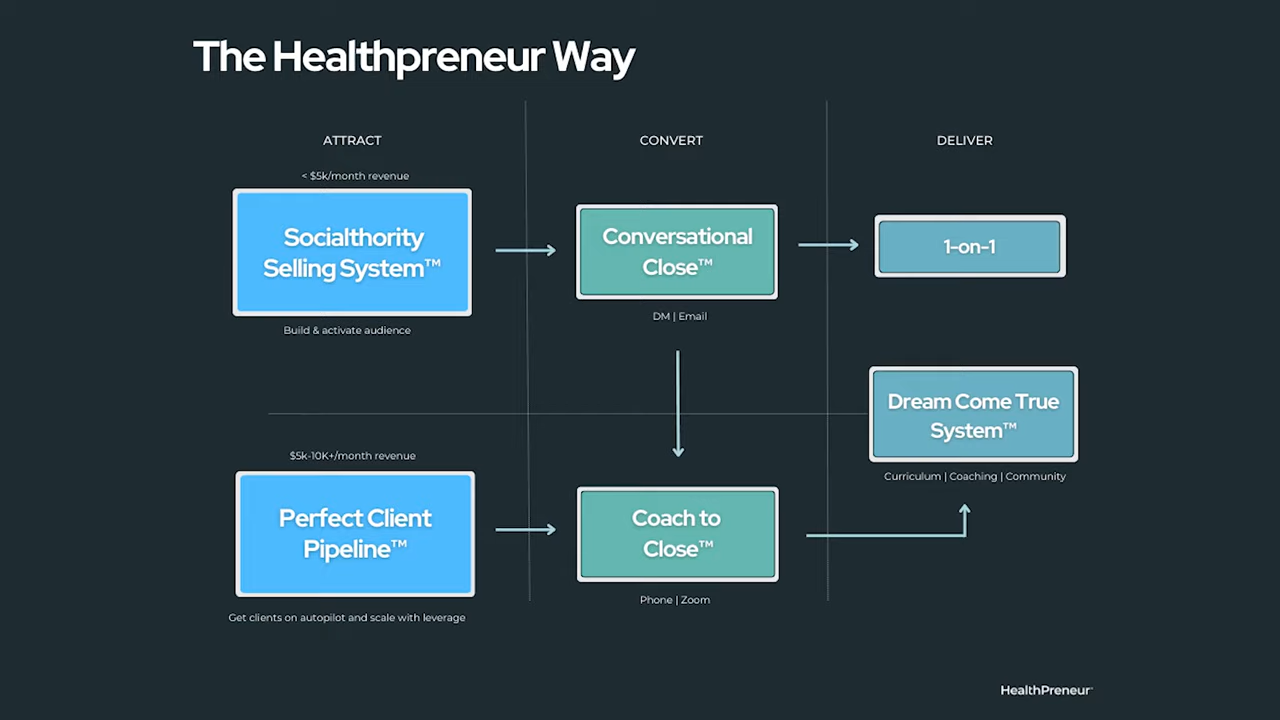 The Healthpreneur Way
ATTRACT
CONVERT
DELIVER
< $5k/month revenue
Socialthority
Selling System™
Build & activate audience
Conversational
Close™
DM | Email
1-on-1
Dream Come True
System™
Curriculum | Coaching | Community
$5k-10K+/month revenue
Perfect Client
Pipeline™
Get clients on autopilot and scale with leverage
Coach to
Close™
Phone | Zoom
HealthPreneur™